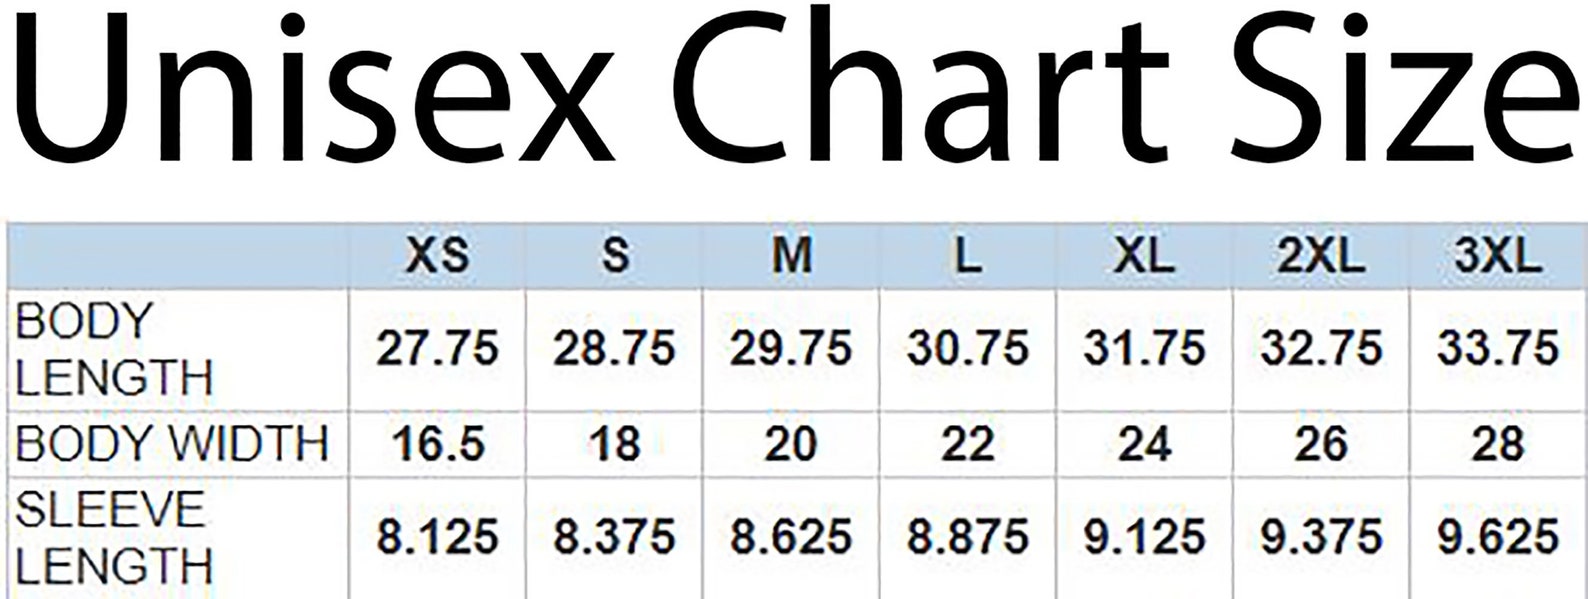 Unisex Chart Size
XS S M L XL 2XL 3XL
BODY
LENGTH 27.75 28.75 29.75 30.75 31.75 32.75 33.75
BODY WIDTH 16.5 18 20 22 24 26 28
SLEEVE
LENGTH 8.125 8.375 8.625 8.875 9.125 9.375 9.625